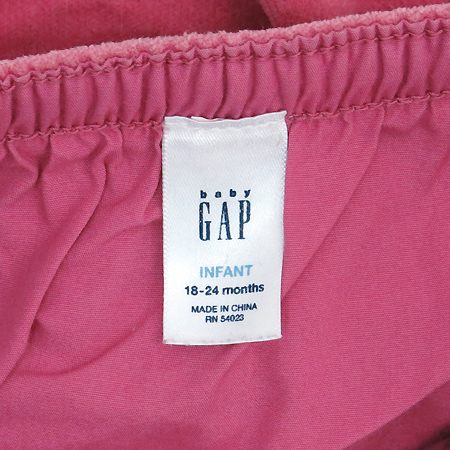 baby
GAP
INFANT
18-24 months
MADE IN CHINA
RN 54023